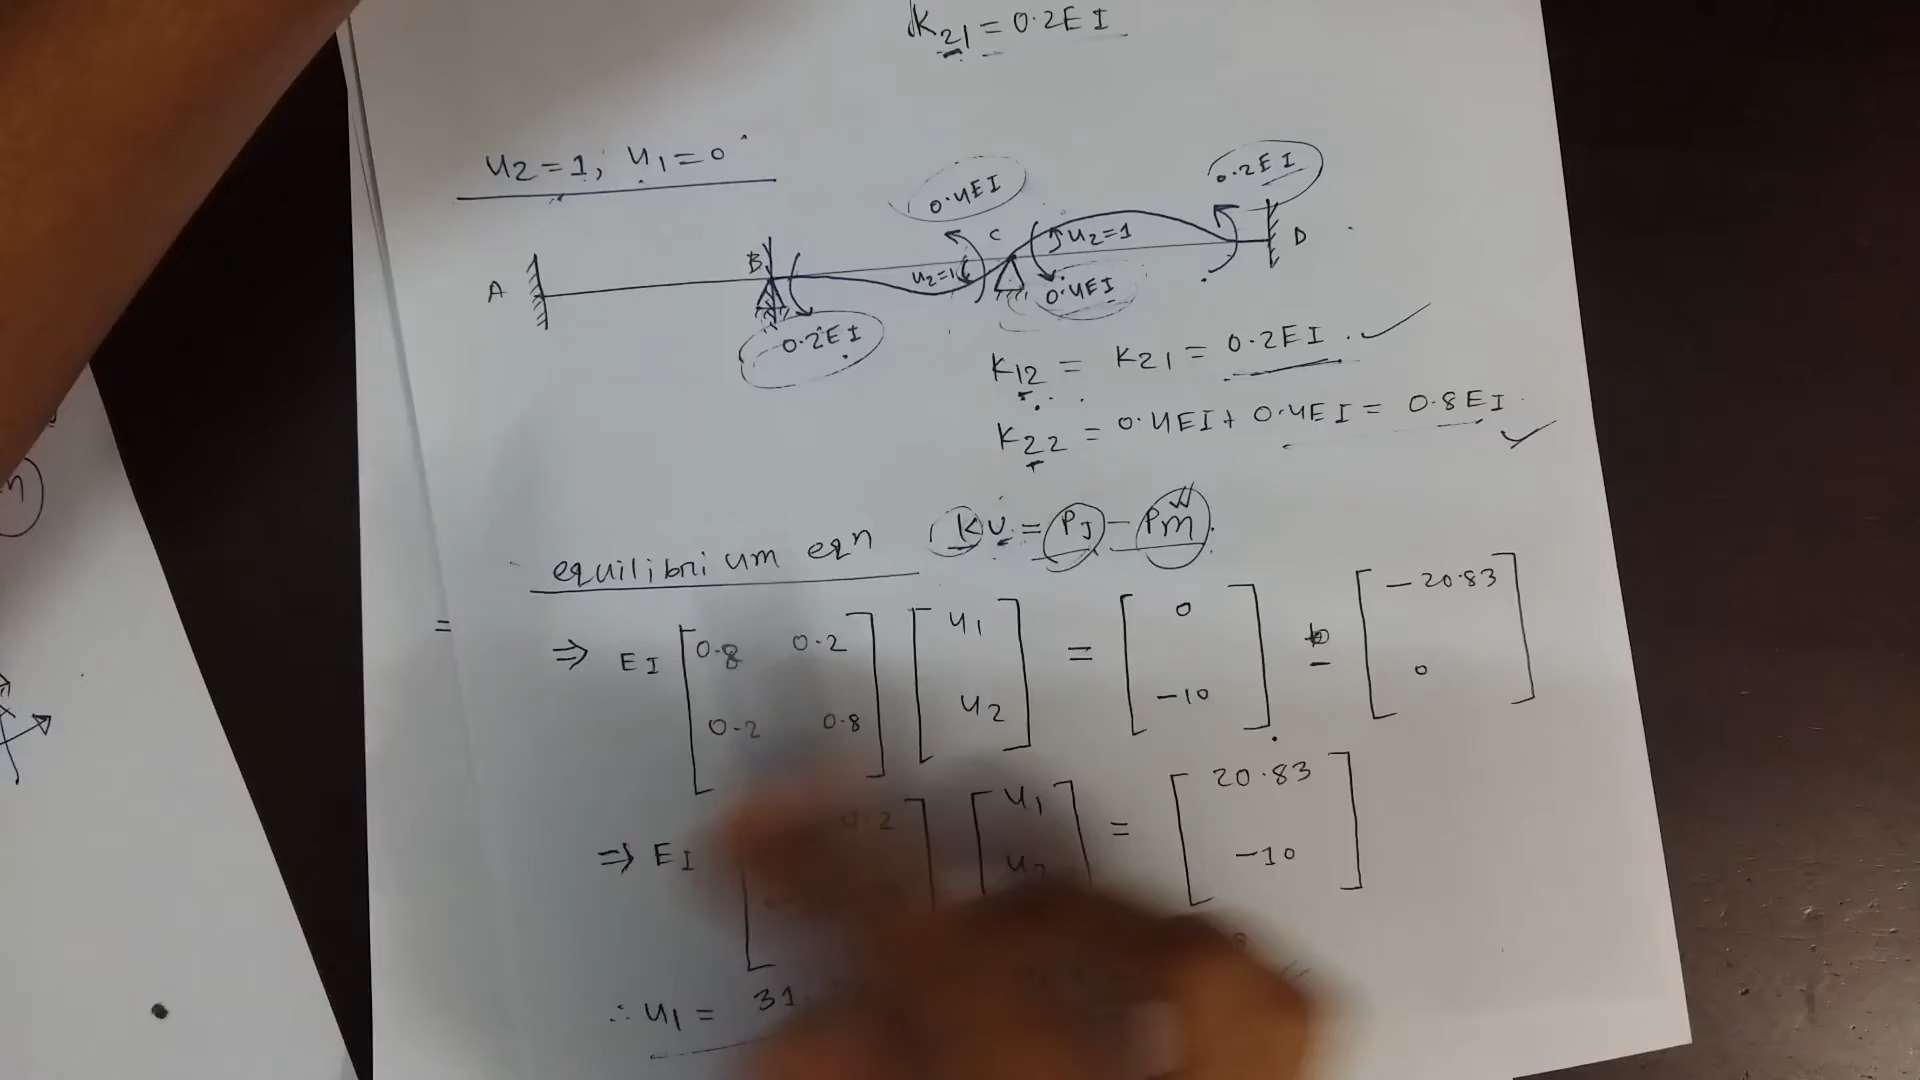 K21 = 0.2EI
u2=1, u1=0
0.4EI
0.2EI
A
B
C
u2=1
D
u2=1
0.4EI
0.2EI
K12 = K21 = 0.2EI.
K22 = 0.4EI+0.4EI = 0.8EI.
equilibrium eqn KU = PJ - Pm.
= ⇒ EI [0.8 0.2 0.2 0.8] [u1 u2] = [0 -10] - [-20.83 0]
⇒ EI 0.2 [u1 u2] = [20.83 -10]
∴ u1 = 31